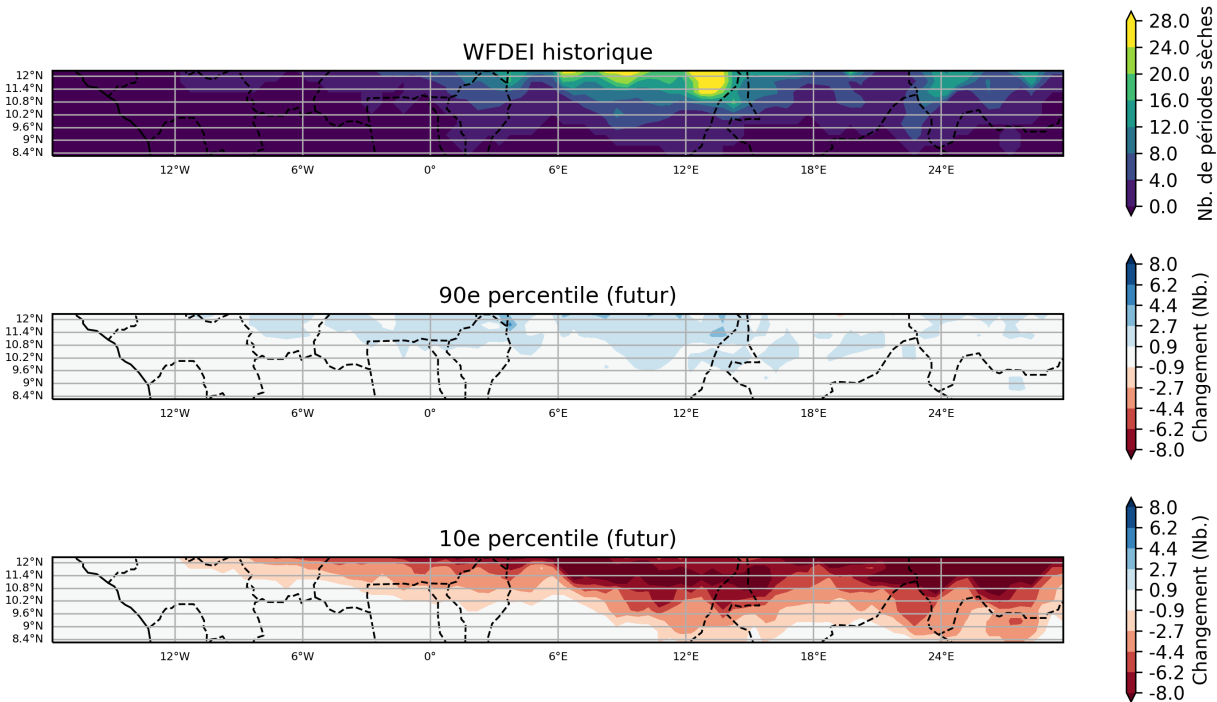 WFDEI historique
12°N
11.4°N
10.8°N
10.2°N
9.6°N
9°N
8.4°N
12°W 6°W 0° 6°E 12°E 18°E 24°E
28.0
24.0
20.0
16.0
12.0
8.0
4.0
0.0
Nb. de périodes sèches
90e percentile (futur)
12°N
11.4°N
10.8°N
10.2°N
9.6°N
9°N
8.4°N
12°W 6°W 0° 6°E 12°E 18°E 24°E
8.0
6.2
4.4
2.7
0.9
-0.9
-2.7
-4.4
-6.2
-8.0
Changement (Nb.)
10e percentile (futur)
12°N
11.4°N
10.8°N
10.2°N
9.6°N
9°N
8.4°N
12°W 6°W 0° 6°E 12°E 18°E 24°E
8.0
6.2
4.4
2.7
0.9
-0.9
-2.7
-4.4
-6.2
-8.0
Changement (Nb.)